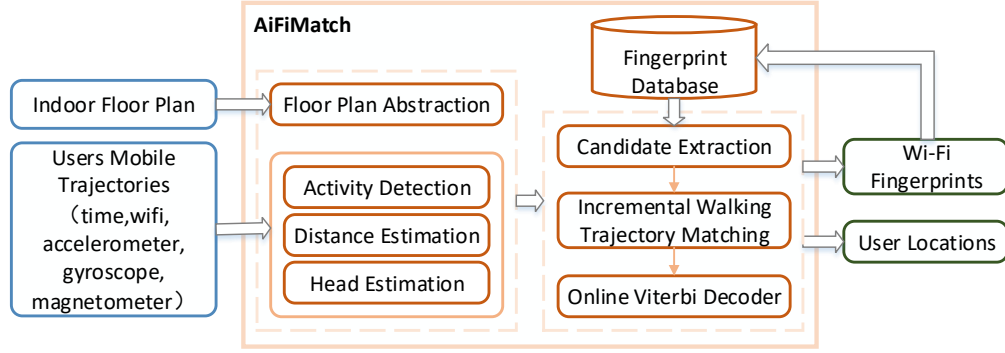 AiFiMatch
Indoor Floor Plan
Users Mobile
Trajectories
（time,wifi,
accelerometer,
gyroscope,
magnetometer）
Floor Plan Abstraction
Activity Detection
Distance Estimation
Head Estimation
Fingerprint
Database
Candidate Extraction
Incremental Walking
Trajectory Matching
Online Viterbi Decoder
Wi-Fi
Fingerprints
User Locations